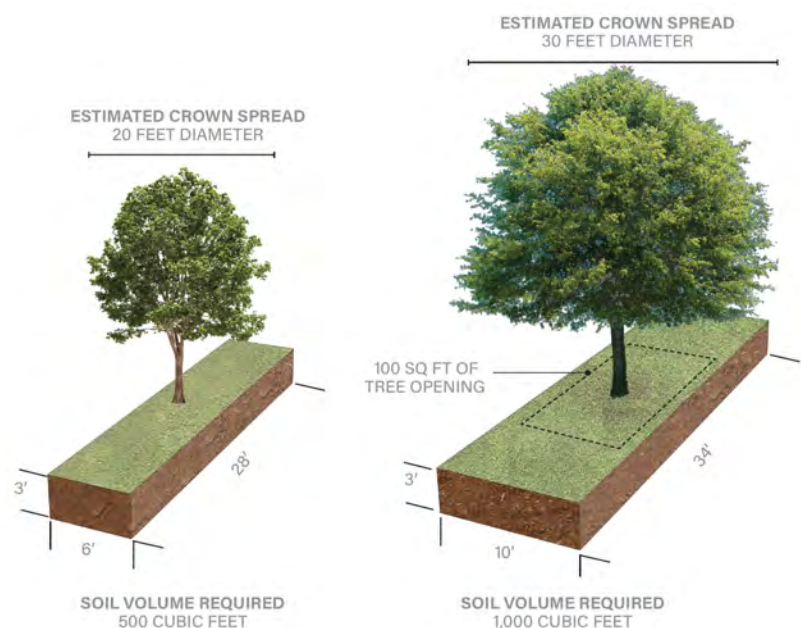 ESTIMATED CROWN SPREAD
20 FEET DIAMETER
3'
6'
28'
SOIL VOLUME REQUIRED
500 CUBIC FEET
ESTIMATED CROWN SPREAD
30 FEET DIAMETER
100 SQ FT OF
TREE OPENING
3'
10'
34'
SOIL VOLUME REQUIRED
1,000 CUBIC FEET